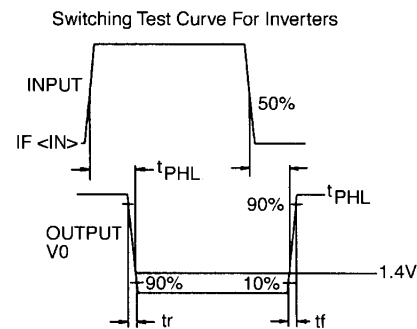 Switching Test Curve For Inverters
INPUT
50%
IF <IN>
tPHL
90%
tPHL
OUTPUT
V0
1.4V
90%
10%
tr
tf